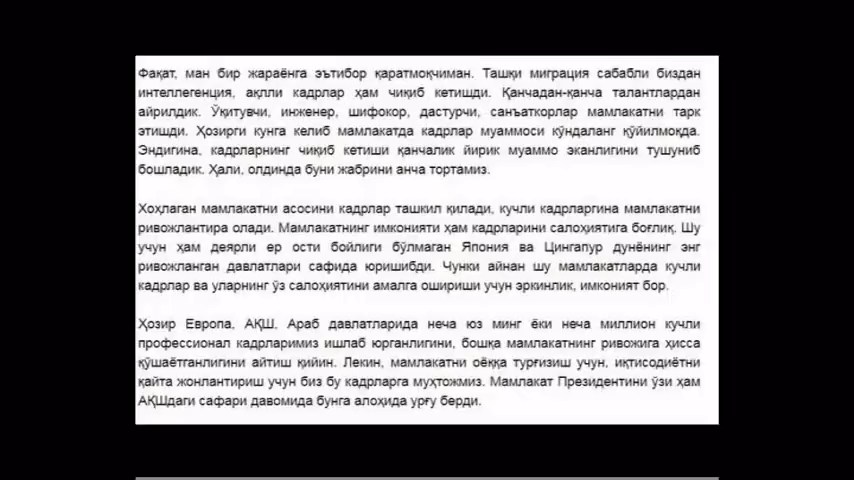 Фақат, ман бир жараёнга эътибор қаратмоқчиман. Ташқи миграция сабабли биздан
интеллегенция, ақлли кадрлар ҳам чиқиб кетишди. Қанчадан-қанча талантлардан
айрилдик. Ўқитувчи, инженер, шифокор, дастурчи, санъаткорлар мамлакатни тарк
этишди. Ҳозирги кунга келиб мамлакатда кадрлар муаммоси кўндаланг қўйилмоқда.
Эндигина, кадрларнинг чиқиб кетиши қанчалик йирик муаммо эканлигини тушуниб
бошладик. Ҳали, олдинда буни жабрини анча тортамиз.
Хоҳлаган мамлакатни асосини кадрлар ташкил қилади, кучли кадрларгина мамлакатни
ривожлантира олади. Мамлакатнинг имконияти ҳам кадрларини салоҳиятига боғлиқ. Шу
учун ҳам деярли ер ости бойлиги бўлмаган Япония ва Цингапур дунёнинг энг
ривожланган давлатлари сафида юришибди. Чунки айнан шу мамлакатларда кучли
кадрлар ва уларнинг ўз салоҳиятини амалга ошириши учун эркинлик, имконият бор.
Ҳозир Европа, АҚШ, Араб давлатларида неча юз минг ёки неча миллион кучли
профессионал кадрларимиз ишлаб юрганлигини, бошқа мамлакатнинг ривожига ҳисса
қўшаётганлигини айтиш қийин. Лекин, мамлакатни оёққа турғизиш учун, иқтисодиётни
қайта жонлантириш учун биз бу кадрларга муҳтожмиз. Мамлакат Президентини ўзи ҳам
АҚШдаги сафари давомида бунга алоҳида урғу берди.